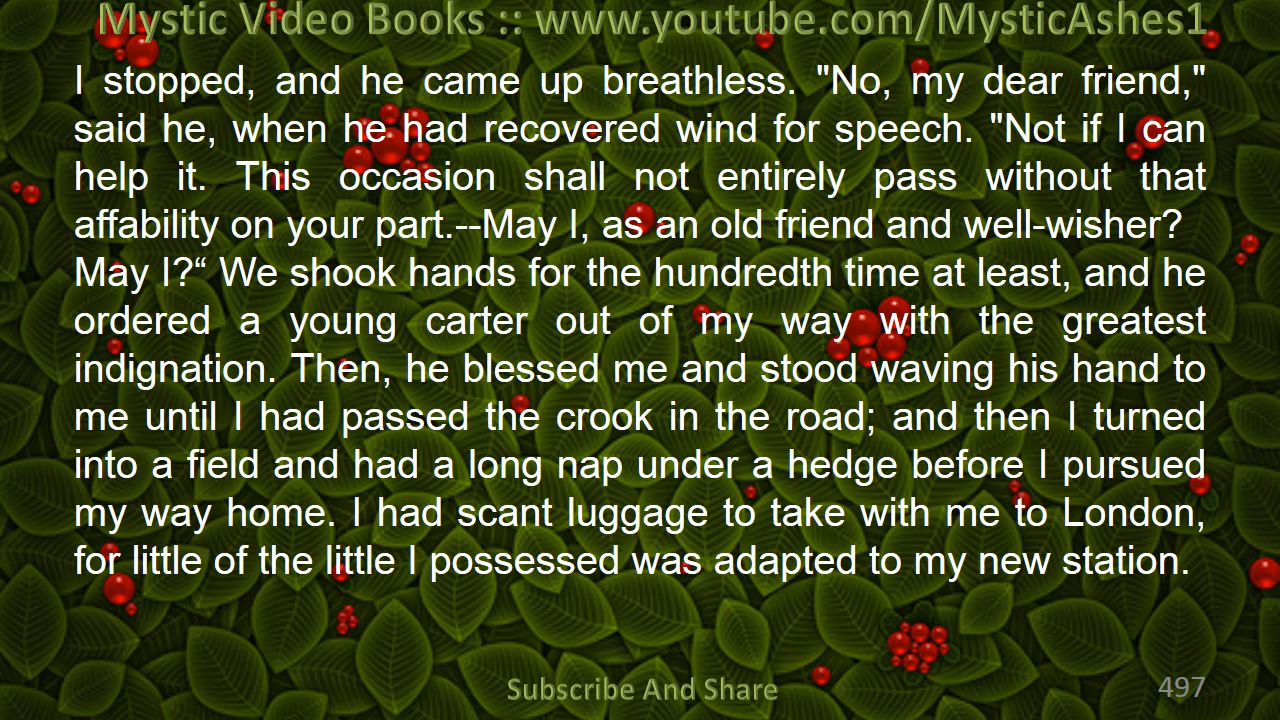 Mystic Video Books :: www.youtube.com/MysticAshes1
I stopped, and he came up breathless. "No, my dear friend,"
said he, when he had recovered wind for speech. "Not if I can
help it. This occasion shall not entirely pass without that
affability on your part.--May I, as an old friend and well-wisher?
May I?“ We shook hands for the hundredth time at least, and he
ordered a young carter out of my way with the greatest
indignation. Then, he blessed me and stood waving his hand to
me until I had passed the crook in the road; and then I turned
into a field and had a long nap under a hedge before I pursued
my way home. I had scant luggage to take with me to London,
for little of the little I possessed was adapted to my new station.
Subscribe And Share
497